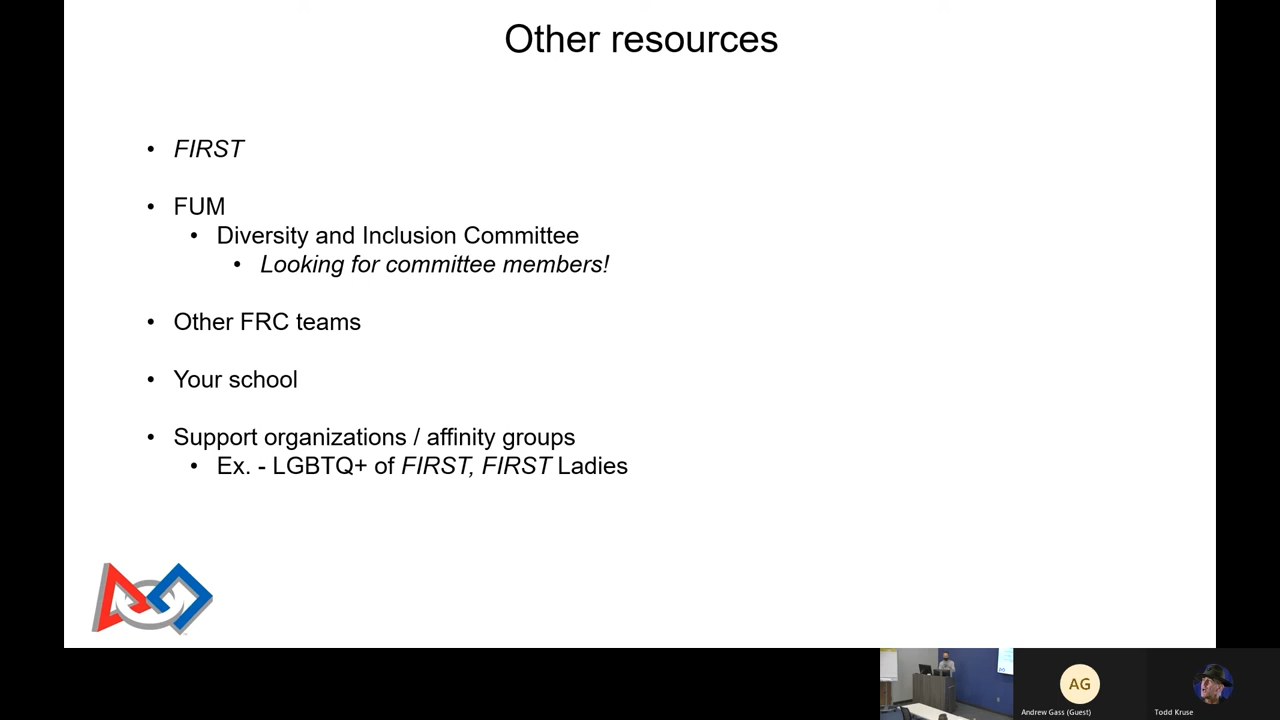 Other resources
• FIRST
• FUM
• Diversity and Inclusion Committee
• Looking for committee members!
• Other FRC teams
• Your school
• Support organizations / affinity groups
• Ex. - LGBTQ+ of FIRST, FIRST Ladies
AG
Andrew Gass (Guest)
Todd Kruse